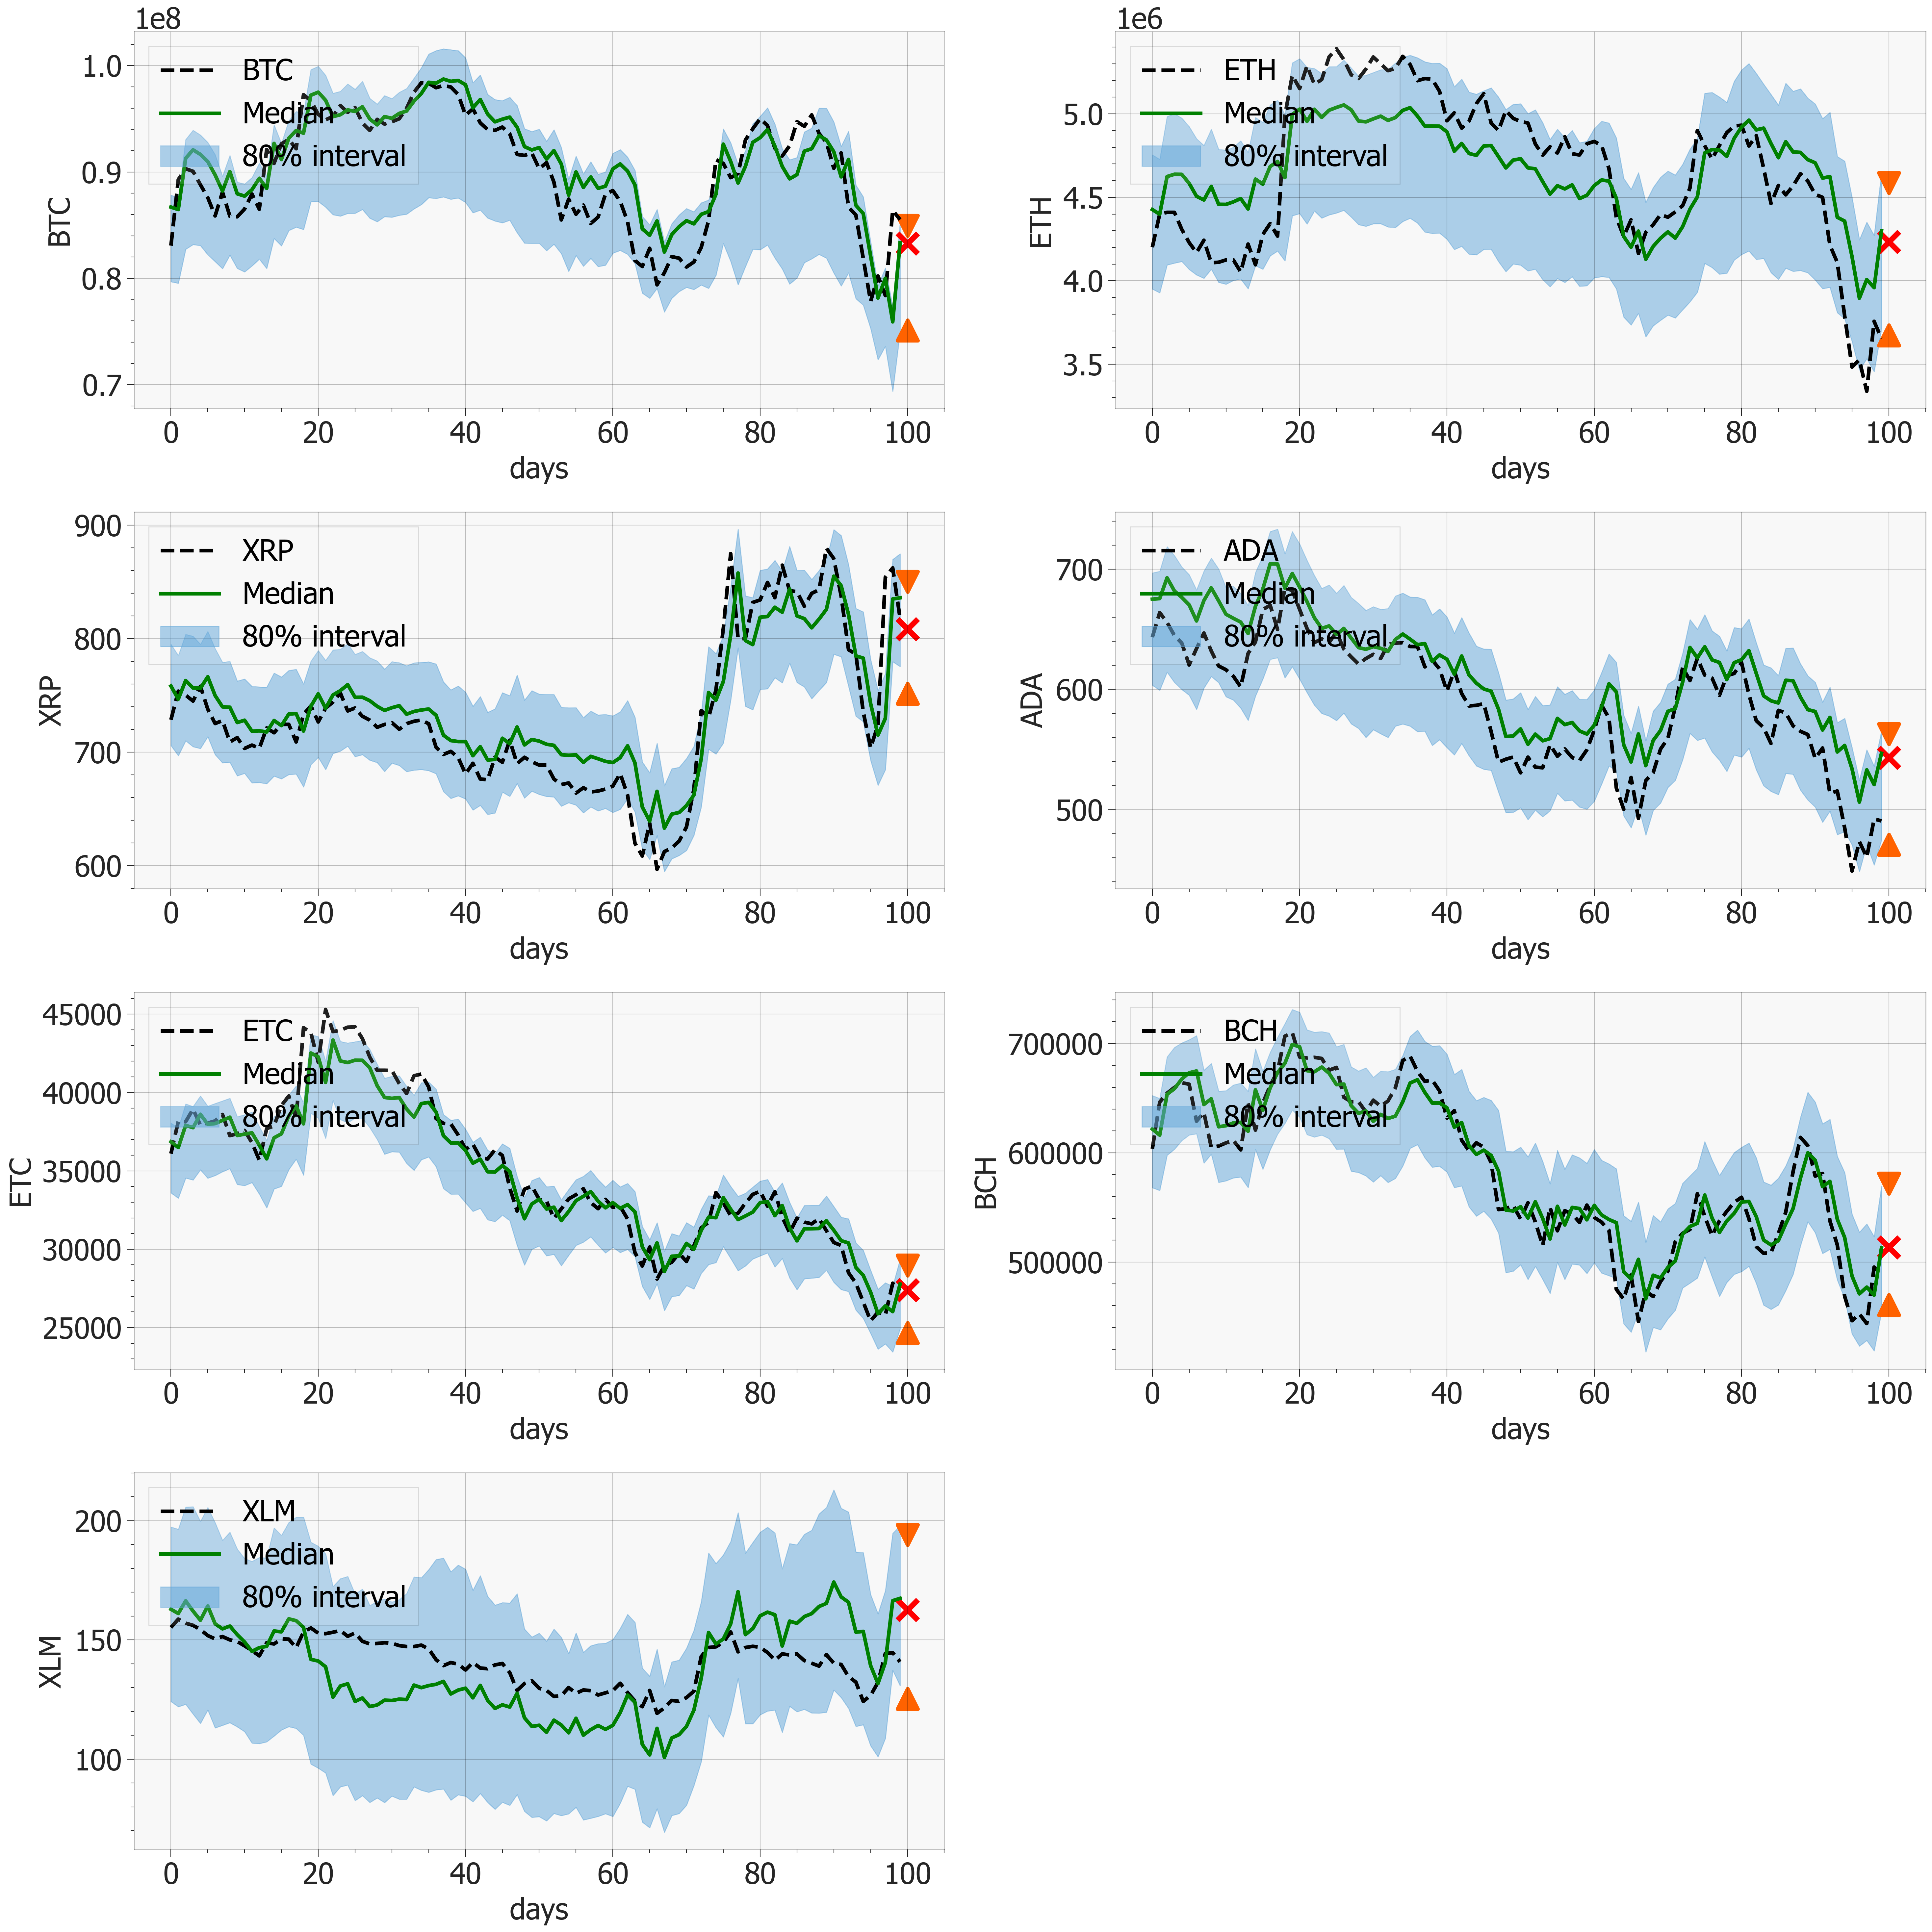 1e8
BTC
Median
80% interval
1.0
0.9
0.8
0.7
BTC
0 20 40 60 80 100
days
1e6
ETH
Median
80% interval
5.0
4.5
4.0
3.5
ETH
0 20 40 60 80 100
days
XRP
Median
80% interval
900
800
700
600
XRP
0 20 40 60 80 100
days
ADA
Median
80% interval
700
600
500
ADA
0 20 40 60 80 100
days
ETC
Median
80% interval
45000
40000
35000
30000
25000
ETC
0 20 40 60 80 100
days
BCH
Median
80% interval
700000
600000
500000
BCH
0 20 40 60 80 100
days
XLM
Median
80% interval
200
150
100
XLM
0 20 40 60 80 100
days